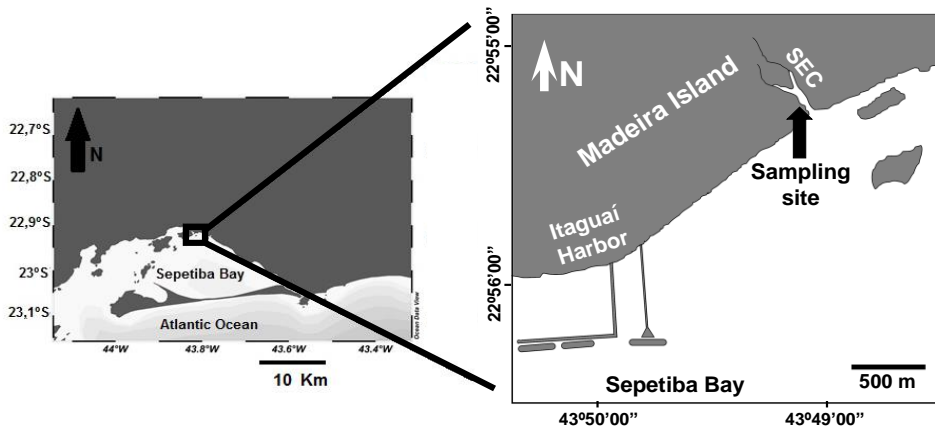 22,7°S
22,8°S
22,9°S
23°S
23,1°S
N
Sepetiba Bay
Atlantic Ocean
Ocean Data View
44°W
43.8°W
43.6°W
43.4°W
10 Km
22º55’00”
22º56’00”
N
Madeira Island
SEC
Sampling
site
Itaguaí
Harbor
Sepetiba Bay
500 m
43º50’00”
43º49’00”